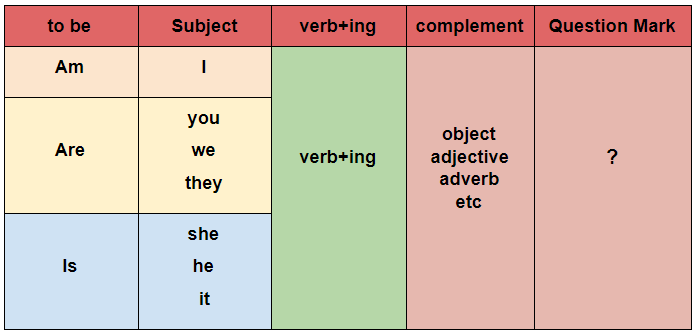 to be Subject verb+ing complement Question Mark
Am I
Are
you
we
they
Is
she
he
it
verb+ing
object
adjective
adverb
etc
?